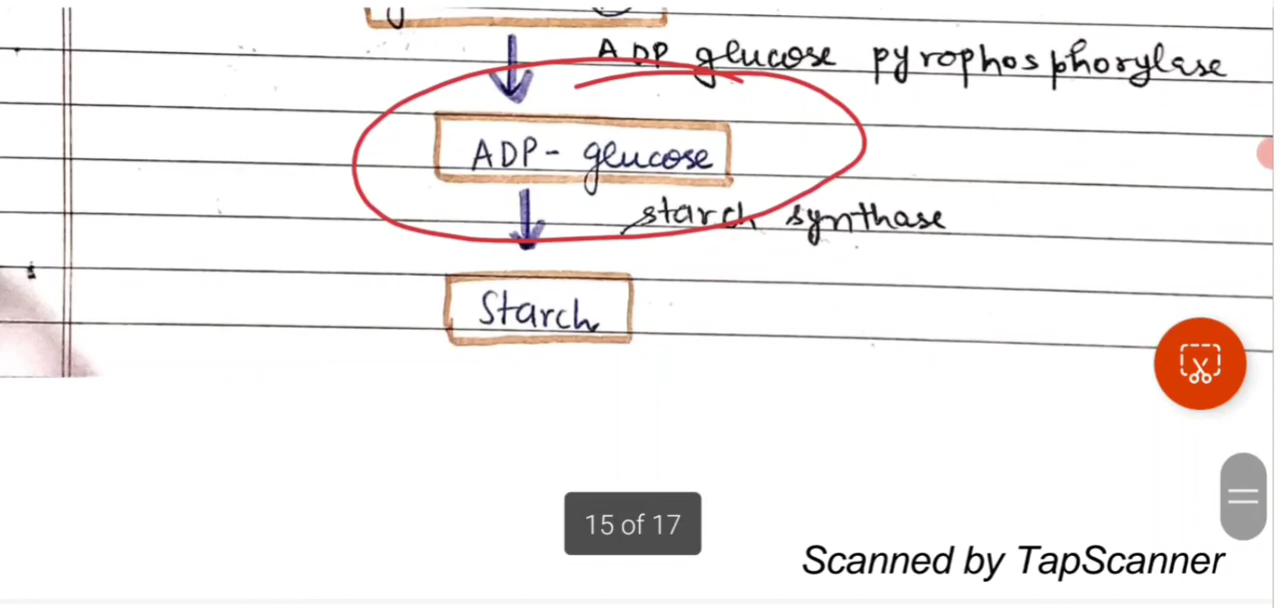 ADP glucose pyrophosphorylase
ADP - glucose
starch synthase
Starch
15 of 17
Scanned by TapScanner